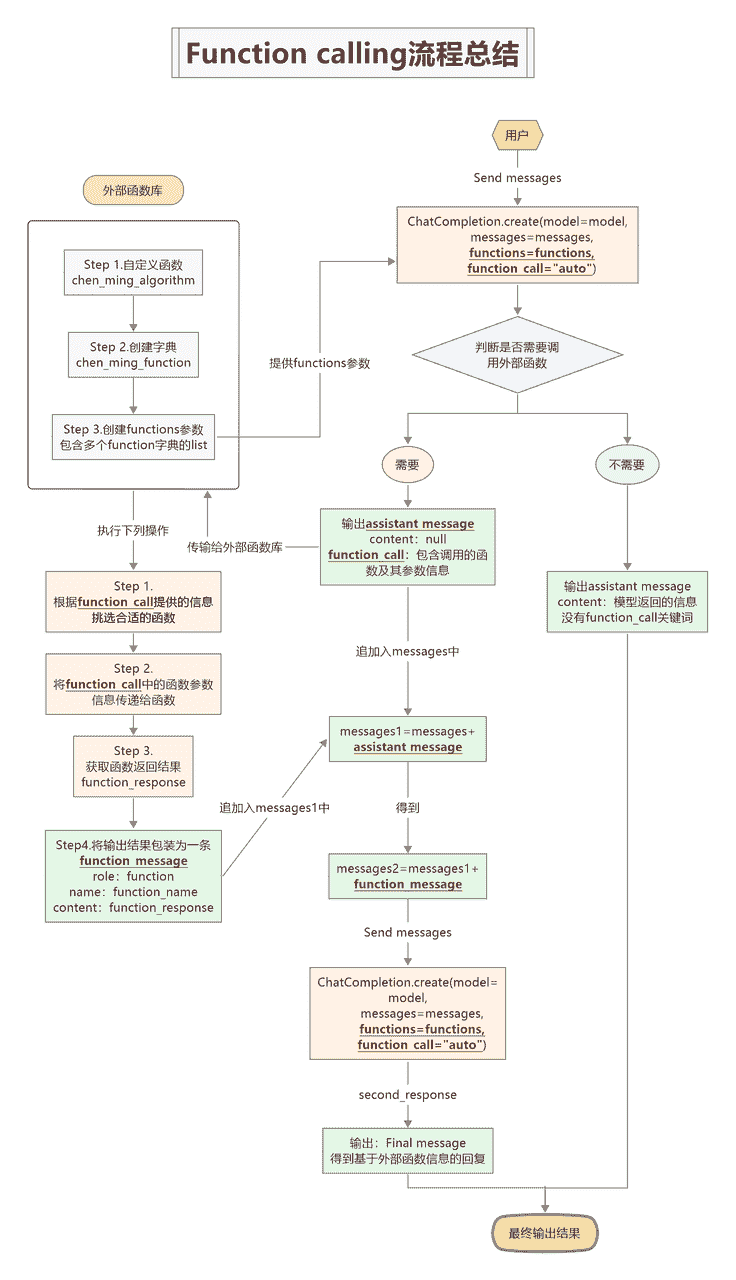 Function calling流程总结
用户
Send messages
外部函数库
ChatCompletion.create(model=model,
messages=messages,
functions=functions,
function_call="auto")
Step 1.自定义函数
chen_ming_algorithm
Step 2.创建字典
chen_ming_function
Step 3.创建functions参数
包含多个function字典的list
提供functions参数
判断是否需要调
用外部函数
需要
不需要
执行下列操作
传输给外部函数库
输出assistant message
content：null
function_call：包含调用的函
数及其参数信息
输出assistant message
content：模型返回的信息
没有function_call关键词
Step 1.
根据function_call提供的信息
挑选合适的函数
Step 2.
将function_call中的函数参数
信息传递给函数
Step 3.
获取函数返回结果
function_response
Step4.将输出结果包装为一条
function_message
role：function
name：function_name
content：function_response
追加入messages中
messages1=messages+
assistant message
追加入messages1中
得到
messages2=messages1+
function_message
Send messages
ChatCompletion.create(model=
model,
messages=messages,
functions=functions,
function_call="auto")
second_response
输出：Final message
得到基于外部函数信息的回复
最终输出结果